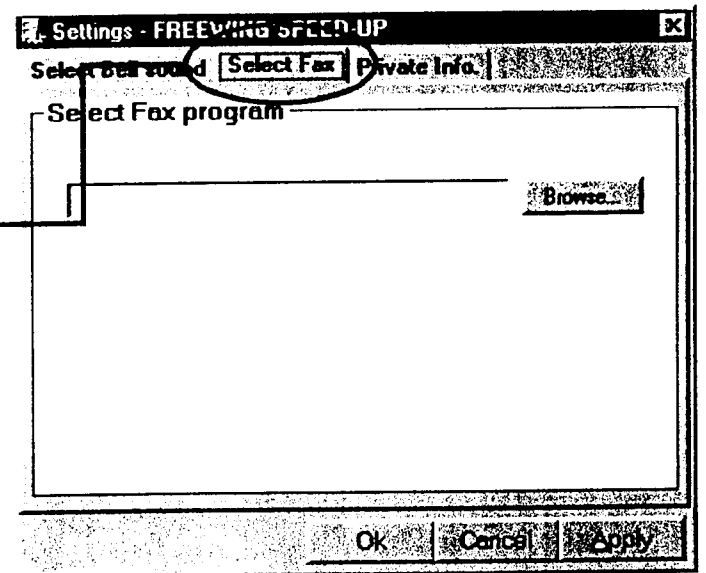 Settings - FREEWING SPEED-UP
Select Bell sound Select Fax Private Info.
Select Fax program
Browse...
Ok Cancel Apply